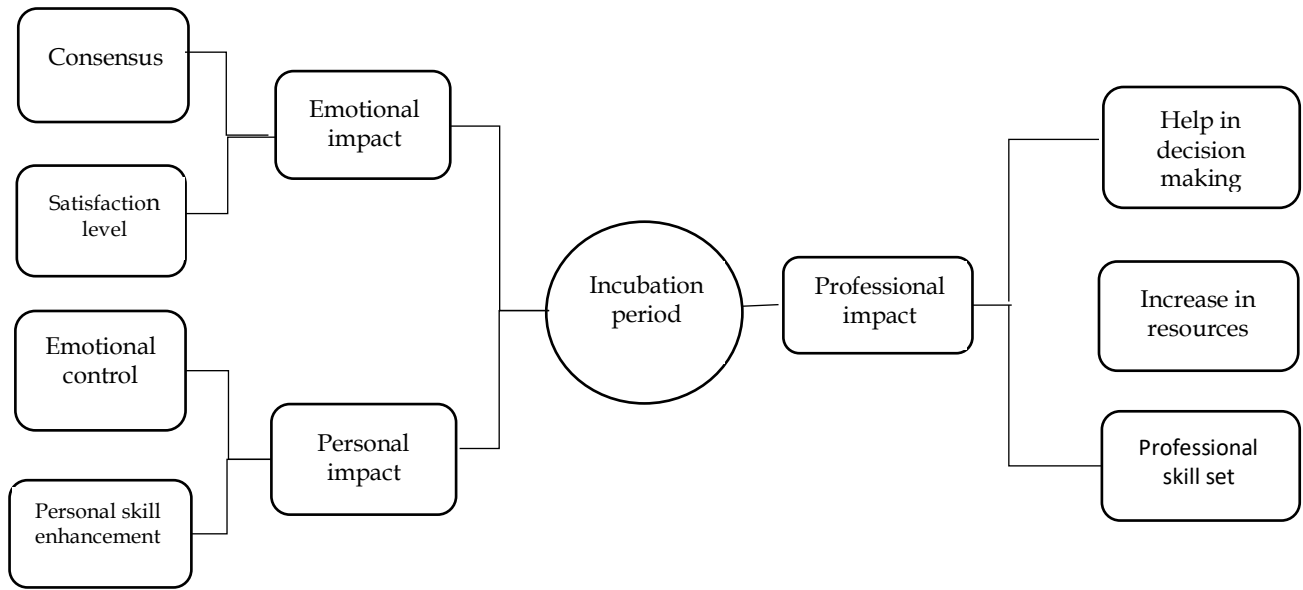 Consensus
Emotional
impact
Satisfaction
level
Emotional
control
Personal
impact
Personal skill
enhancement
Incubation
period
Professional
impact
Help in
decision
making
Increase in
resources
Professional
skill set